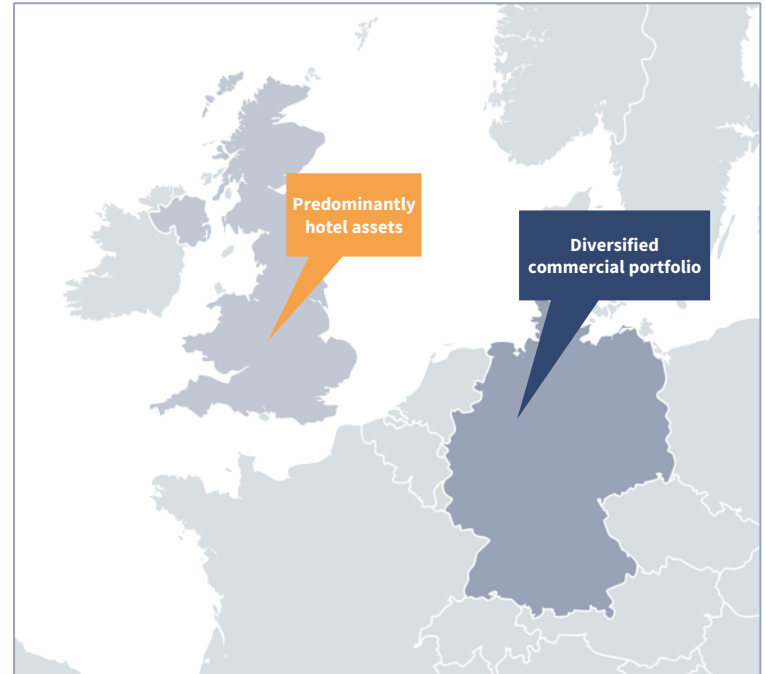 Predominantly
hotel assets
Diversified
commercial portfolio